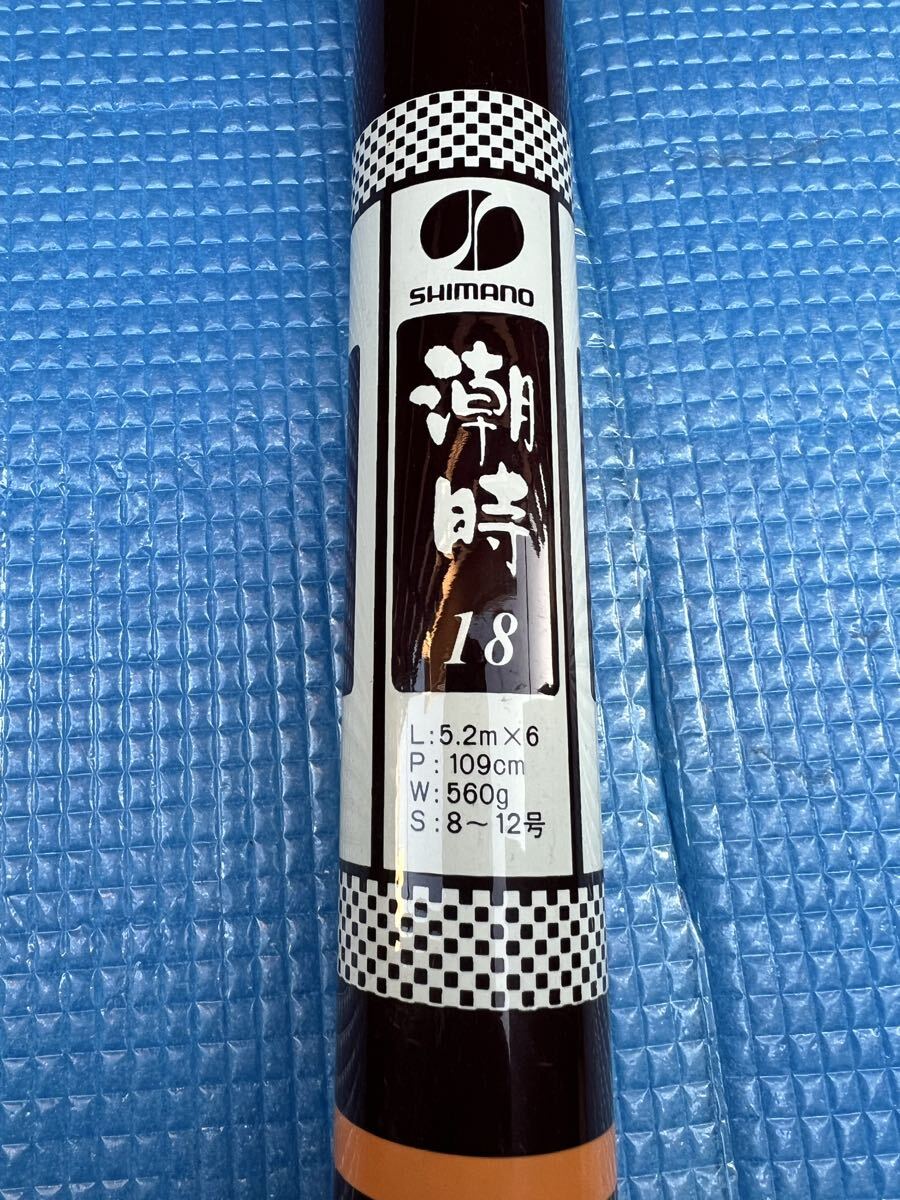 SHIMANO
潮時
18
L:5.2m×6
P:109cm
W:560g
S:8〜12号